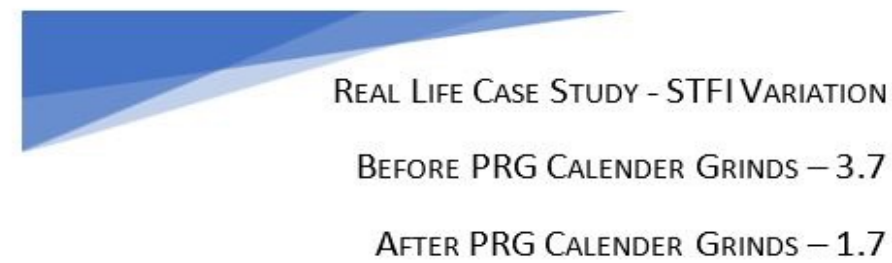 REAL LIFE CASE STUDY - STFI VARIATION
BEFORE PRG CALENDER GRINDS – 3.7
AFTER PRG CALENDER GRINDS – 1.7